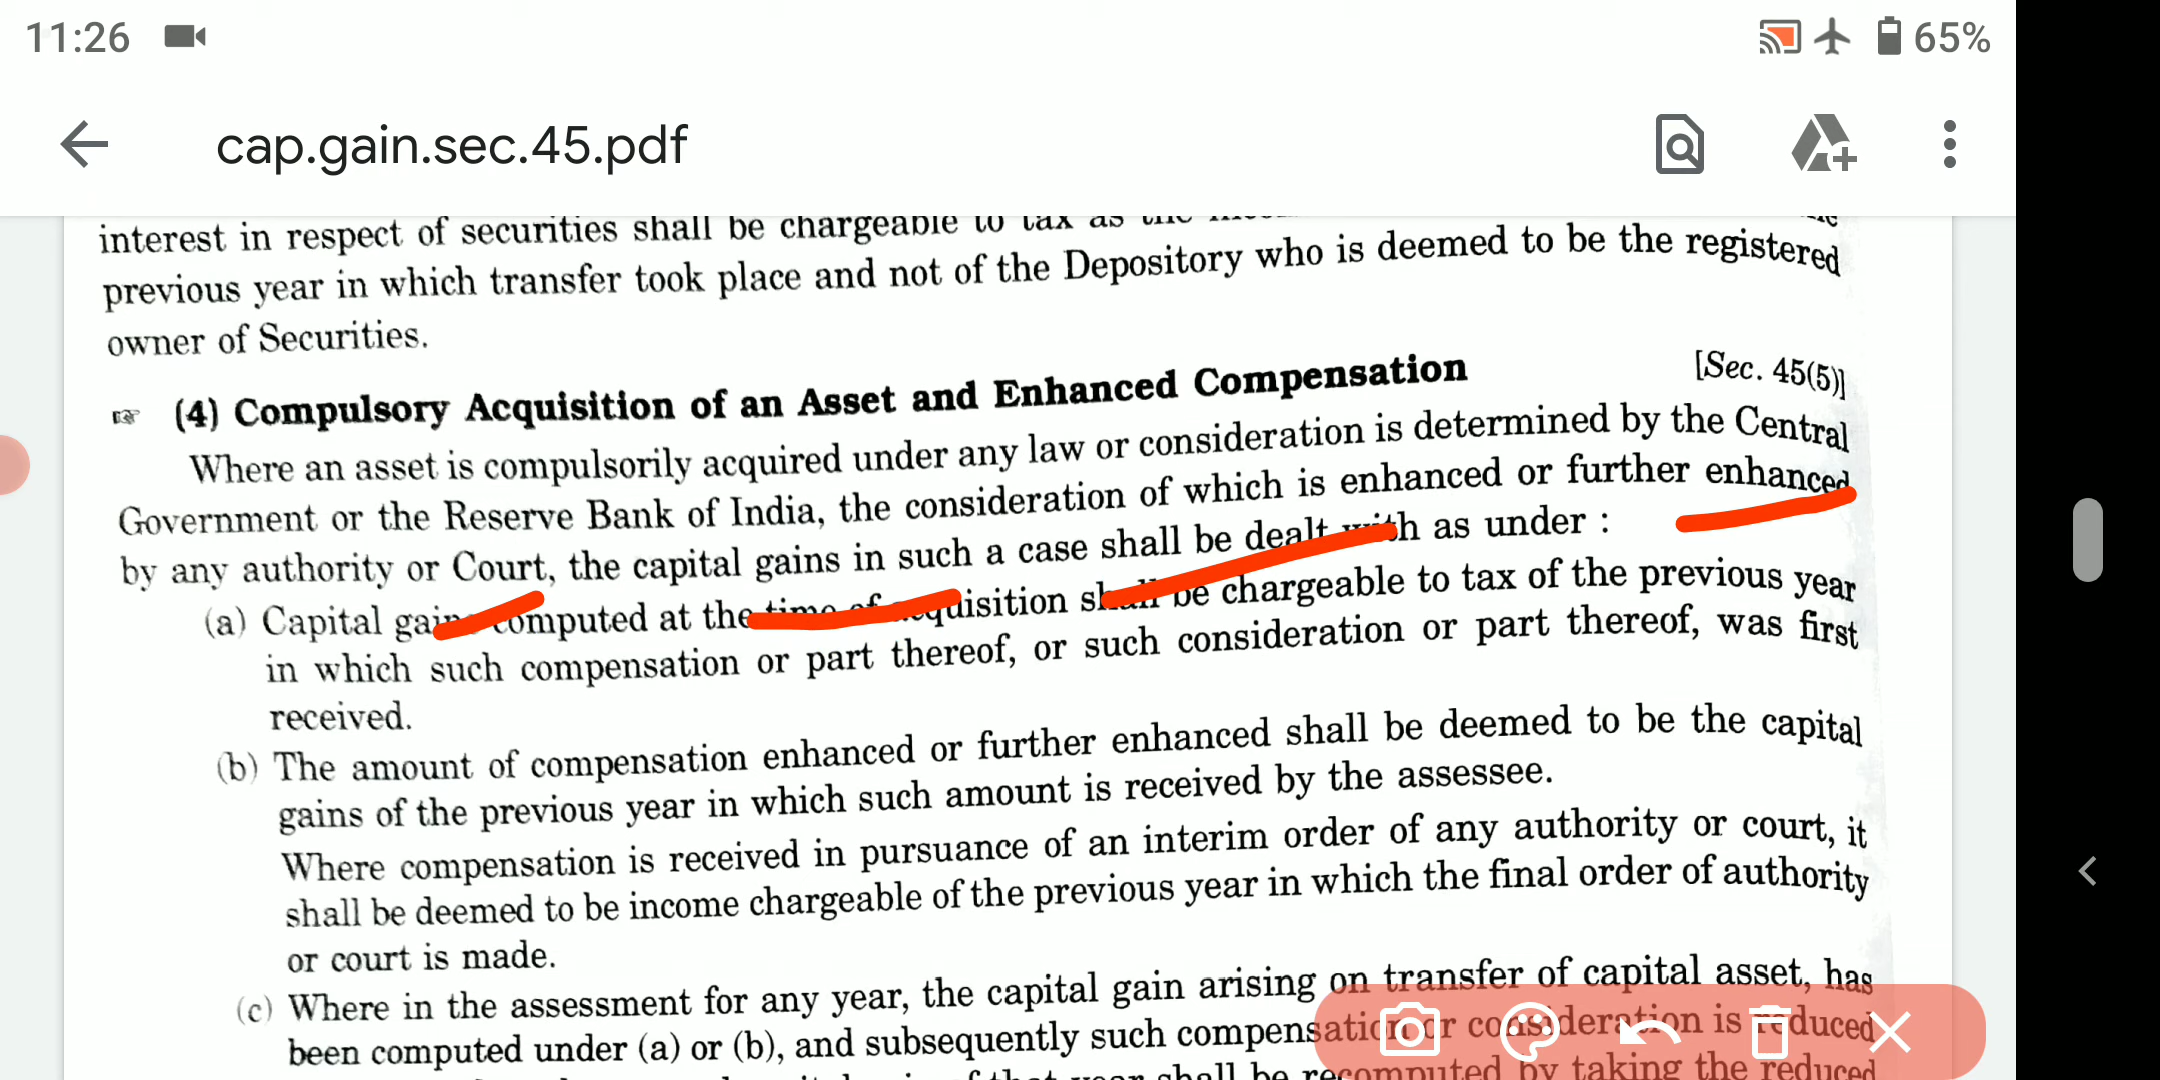 11:26
65%
cap.gain.sec.45.pdf
interest in respect of securities shall be chargeable to tax as the
previous year in which transfer took place and not of the Depository who is deemed to be the registered
owner of Securities.
(4) Compulsory Acquisition of an Asset and Enhanced Compensation [Sec. 45(5)]
Where an asset is compulsorily acquired under any law or consideration is determined by the Central
Government or the Reserve Bank of India, the consideration of which is enhanced or further enhanced
by any authority or Court, the capital gains in such a case shall be dealt with as under :
(a) Capital gains computed at the time of acquisition shall be chargeable to tax of the previous year
in which such compensation or part thereof, or such consideration or part thereof, was first
received.
(b) The amount of compensation enhanced or further enhanced shall be deemed to be the capital
gains of the previous year in which such amount is received by the assessee.
Where compensation is received in pursuance of an interim order of any authority or court, it
shall be deemed to be income chargeable of the previous year in which the final order of authority
or court is made.
(c) Where in the assessment for any year, the capital gain arising on transfer of capital asset, has
been computed under (a) or (b), and subsequently such compensation or consideration is reduced
year shall be recomputed by taking the reduced